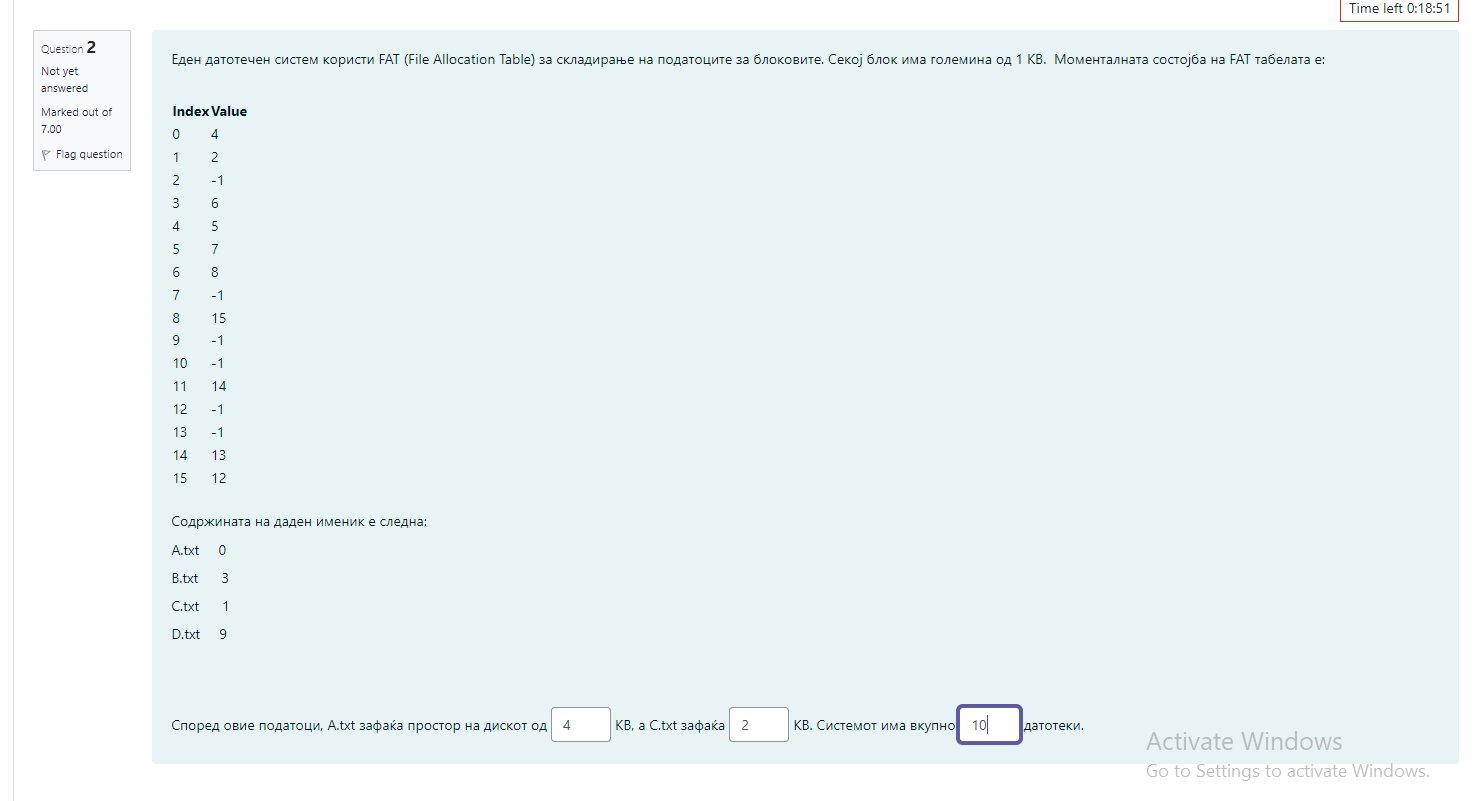 Time left 0:18:51
Question 2
Not yet
answered
Marked out of
7.00
Flag question
Еден датотечен систем користи FAT (File Allocation Table) за складирање на податоците за блоковите. Секој блок има големина од 1 KB. Моменталната состојба на FAT табелата е:
Index Value
0 4
1 2
2 -1
3 6
4 5
5 7
6 8
7 -1
8 15
9 -1
10 -1
11 14
12 -1
13 -1
14 13
15 12
Содржината на даден именик е следна:
A.txt 0
B.txt 3
C.txt 1
D.txt 9
Според овие податоци, A.txt зафаќа простор на дискот од 4 KB, а C.txt зафаќа 2 KB. Системот има вкупно 10 датотеки.
Activate Windows
Go to Settings to activate Windows.